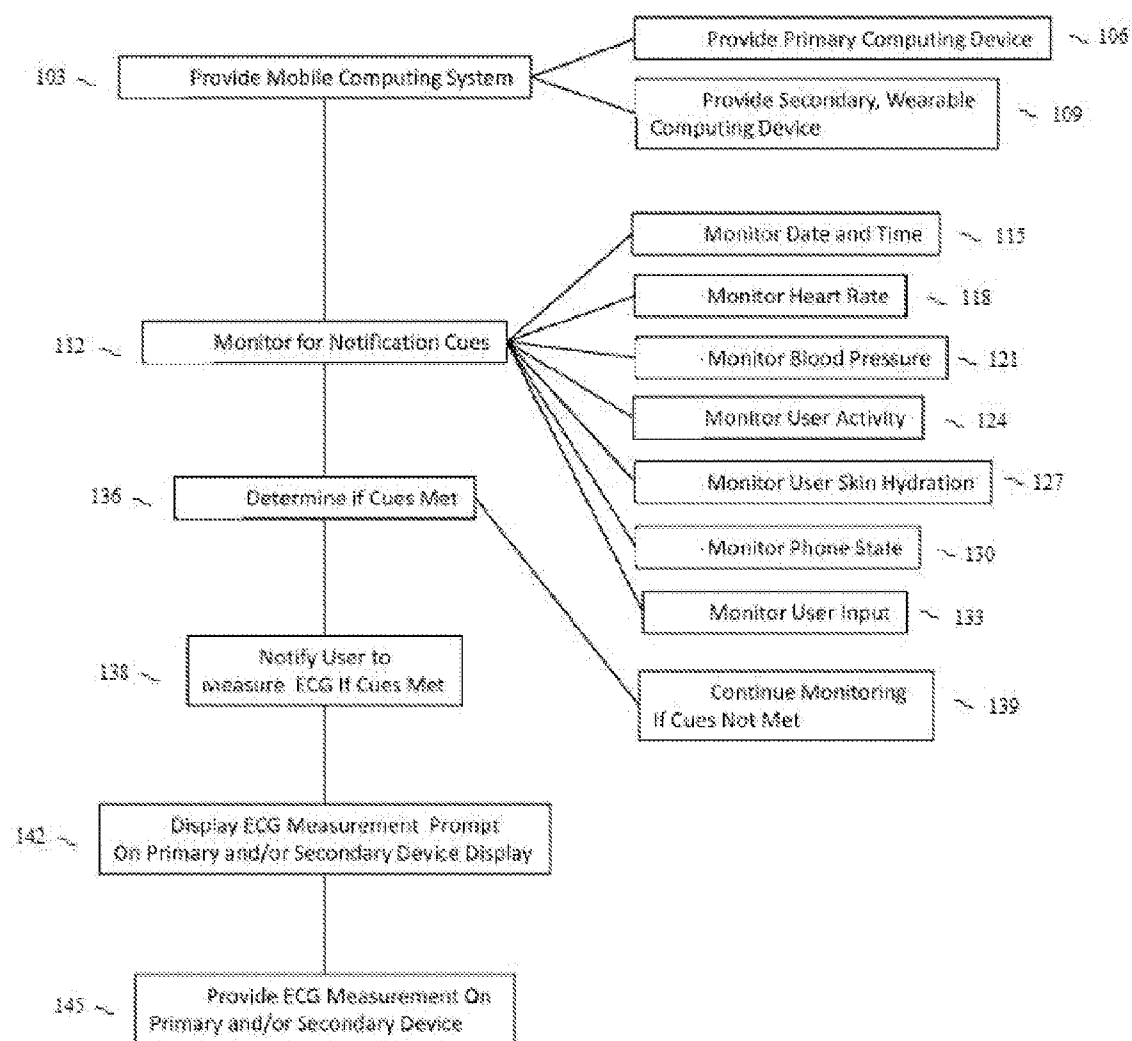 Provide Primary Computing Device
106
103
Provide Mobile Computing System
Provide Secondary, Wearable
Computing Device
109
Monitor Date and Time
115
Monitor Heart Rate
118
112
Monitor for Notification Cues
Monitor Blood Pressure
121
Monitor User Activity
124
136
Determine if Cues Met
Monitor User Skin Hydration
127
Monitor Phone State
130
Monitor User Input
133
138
Notify User to
measure ECG If Cues Met
Continue Monitoring
If Cues Not Met
139
142
Display ECG Measurement Prompt
On Primary and/or Secondary Device Display
145
Provide ECG Measurement On
Primary and/or Secondary Device